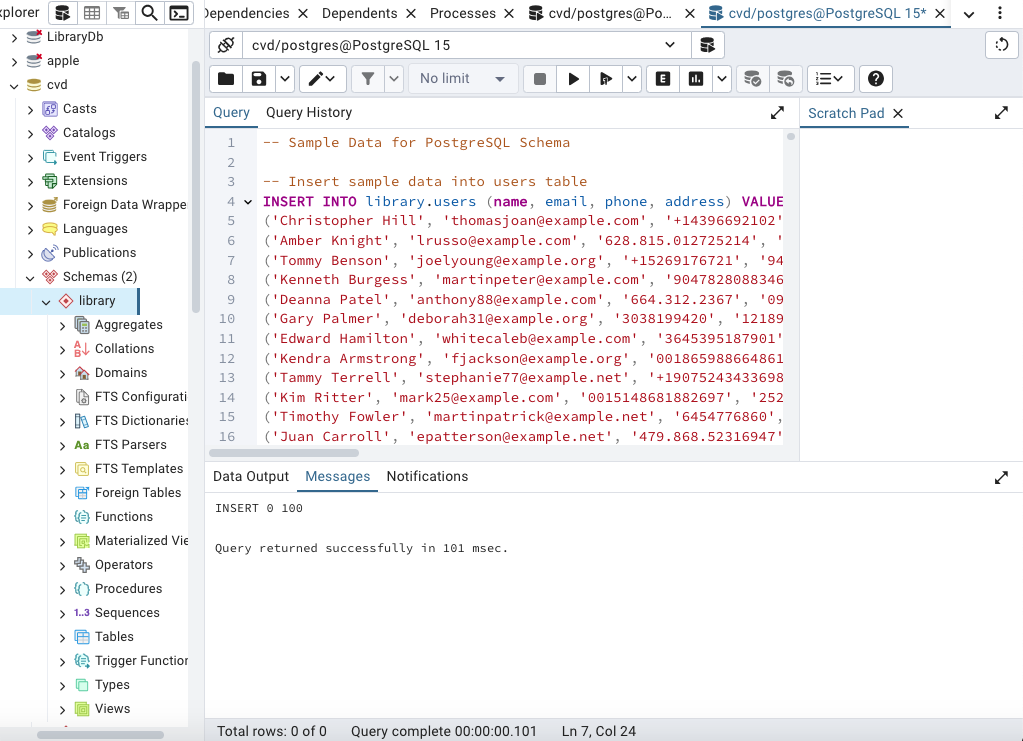 xplorer
Dependencies
Dependents
Processes
cvd/postgres@Po...
cvd/postgres@PostgreSQL 15*
LibraryDb
apple
cvd
Casts
Catalogs
Event Triggers
Extensions
Foreign Data Wrappe
Languages
Publications
Schemas (2)
library
Aggregates
Collations
Domains
FTS Configurati
FTS Dictionaries
Aa FTS Parsers
FTS Templates
Foreign Tables
Functions
Materialized Vie
Operators
Procedures
1..3 Sequences
Tables
Trigger Function
Types
Views
cvd/postgres@PostgreSQL 15
No limit
E
Query
Query History
Scratch Pad
1 -- Sample Data for PostgreSQL Schema
2
3 -- Insert sample data into users table
4 INSERT INTO library.users (name, email, phone, address) VALUE
5 ('Christopher Hill', 'thomasjoan@example.com', '+14396692102'
6 ('Amber Knight', 'lrusso@example.com', '628.815.012725214', '
7 ('Tommy Benson', 'joelyoung@example.org', '+15269176721', '94
8 ('Kenneth Burgess', 'martinpeter@example.com', '9047828088346
9 ('Deanna Patel', 'anthony88@example.com', '664.312.2367', '09
10 ('Gary Palmer', 'deborah31@example.org', '3038199420', '12189
11 ('Edward Hamilton', 'whitecaleb@example.com', '3645395187901'
12 ('Kendra Armstrong', 'fjackson@example.org', '001865988664861
13 ('Tammy Terrell', 'stephanie77@example.net', '+19075243433698
14 ('Kim Ritter', 'mark25@example.com', '0015148681882697', '252
15 ('Timothy Fowler', 'martinpatrick@example.net', '6454776860',
16 ('Juan Carroll', 'epatterson@example.net', '479.868.52316947'
Data Output
Messages
Notifications
INSERT 0 100
Query returned successfully in 101 msec.
Total rows: 0 of 0
Query complete 00:00:00.101
Ln 7, Col 24